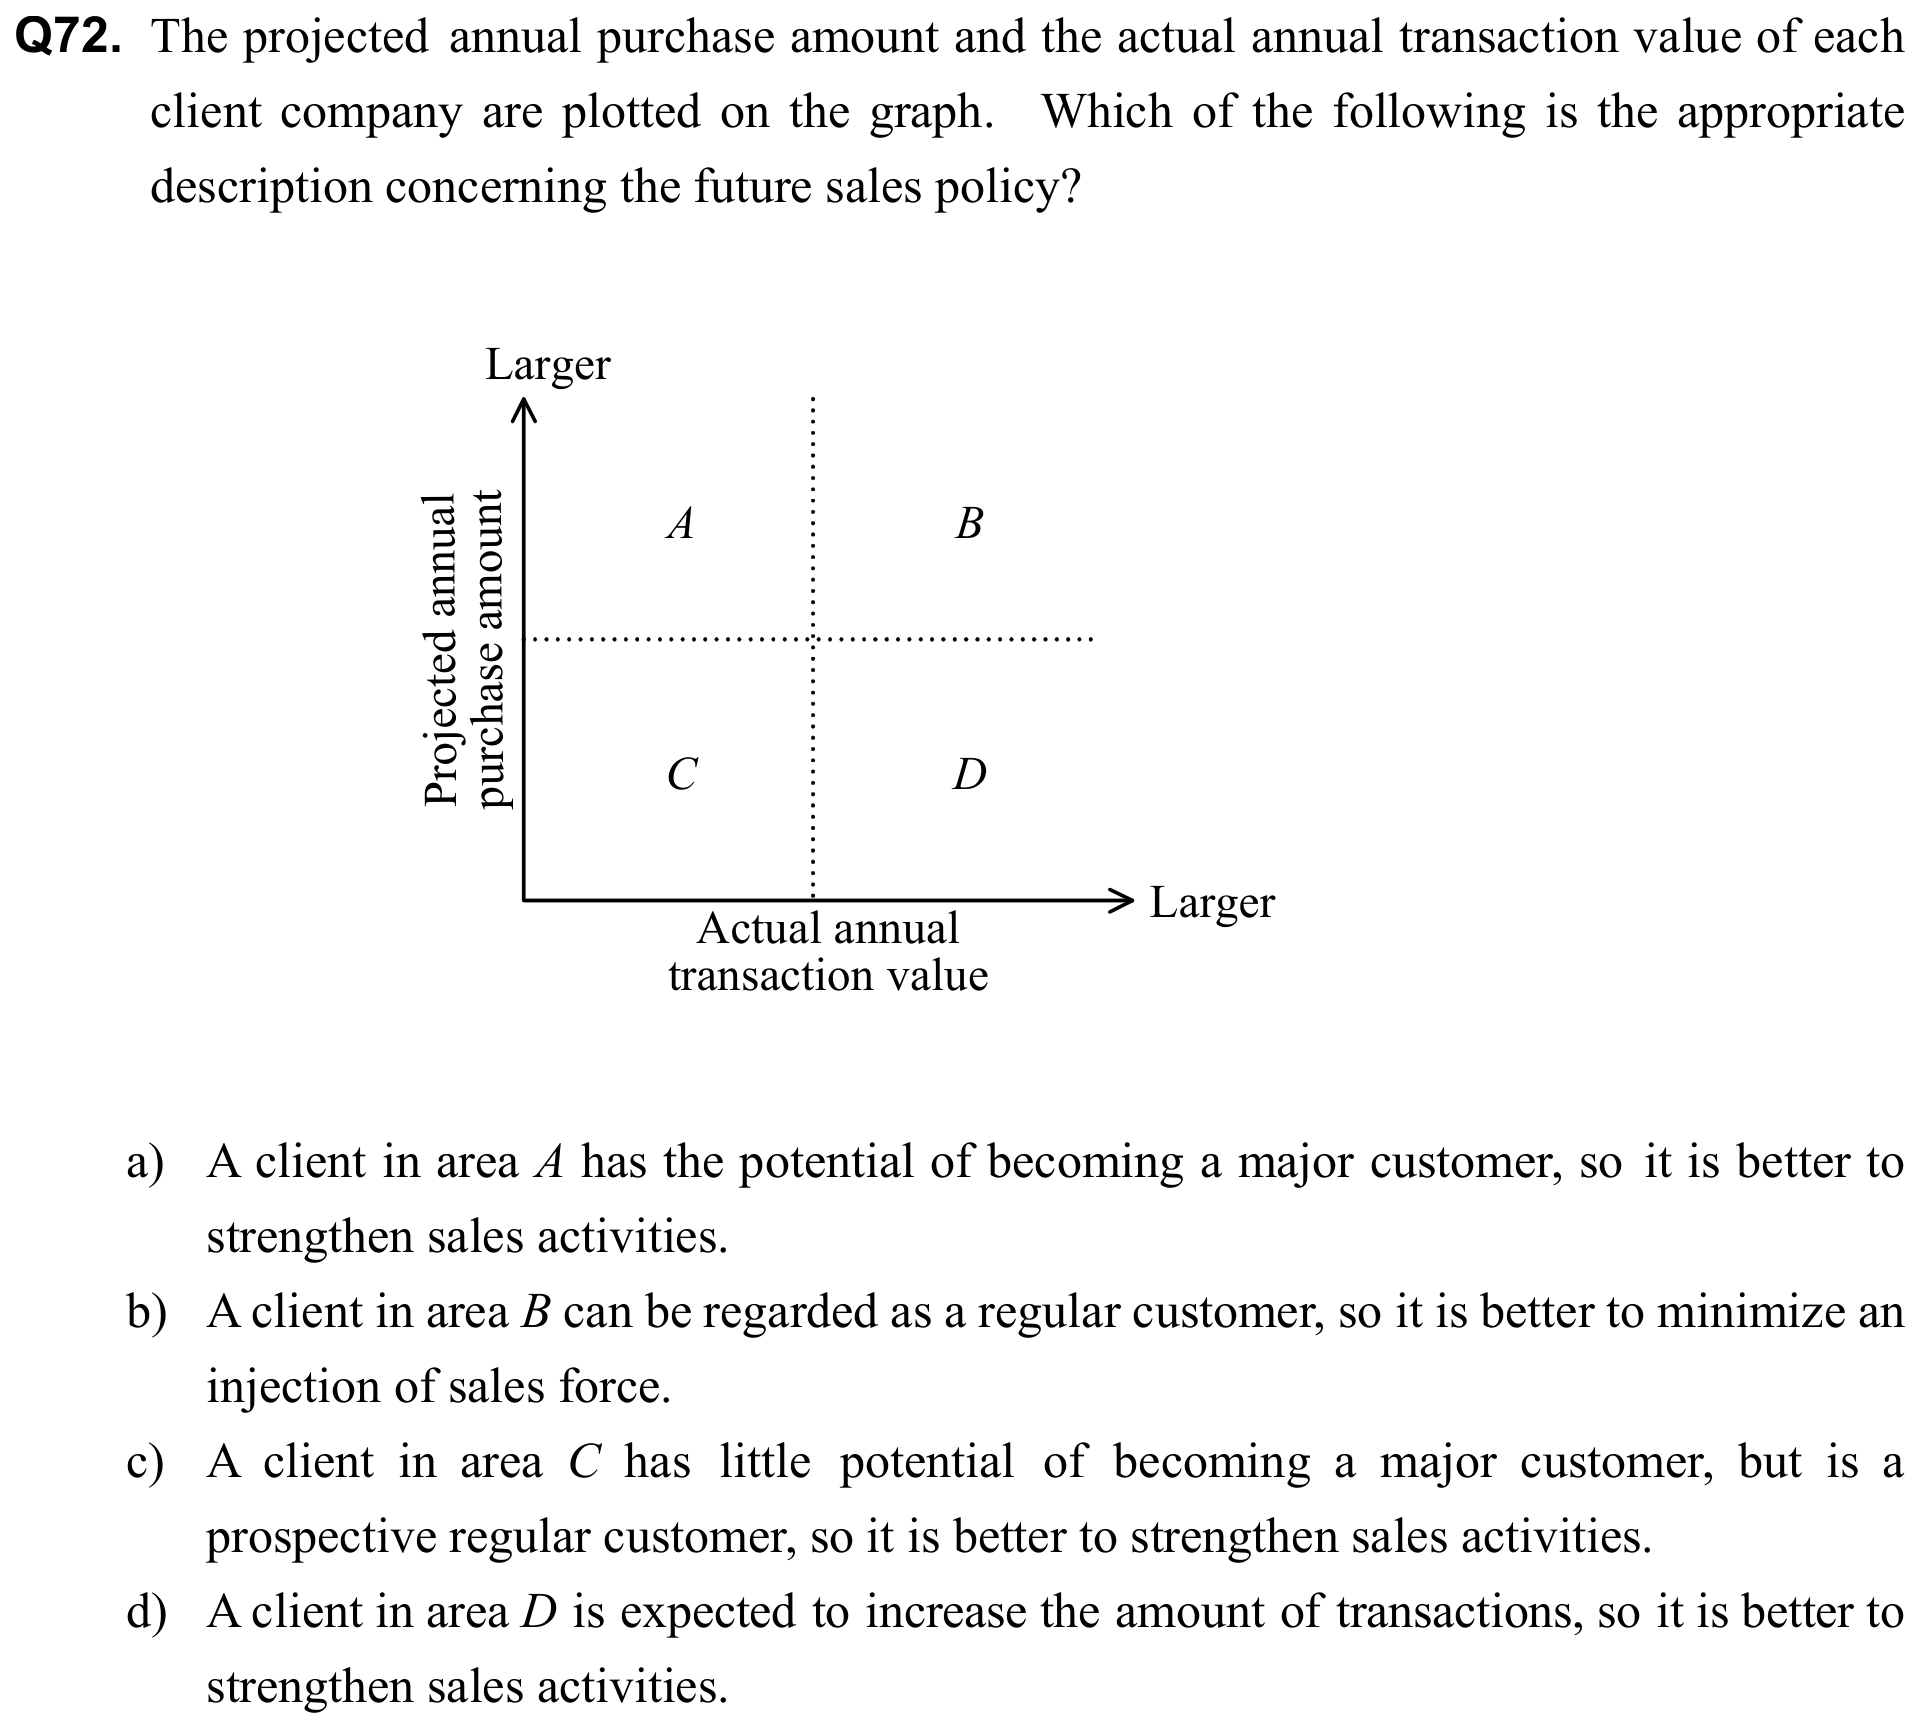 Q72. The projected annual purchase amount and the actual annual transaction value of each
client company are plotted on the graph. Which of the following is the appropriate
description concerning the future sales policy?
Larger
Projected annual
purchase amount
A
B
C
D
Larger
Actual annual
transaction value
a) A client in area A has the potential of becoming a major customer, so it is better to
strengthen sales activities.
b) A client in area B can be regarded as a regular customer, so it is better to minimize an
injection of sales force.
c) A client in area C has little potential of becoming a major customer, but is a
prospective regular customer, so it is better to strengthen sales activities.
d) A client in area D is expected to increase the amount of transactions, so it is better to
strengthen sales activities.